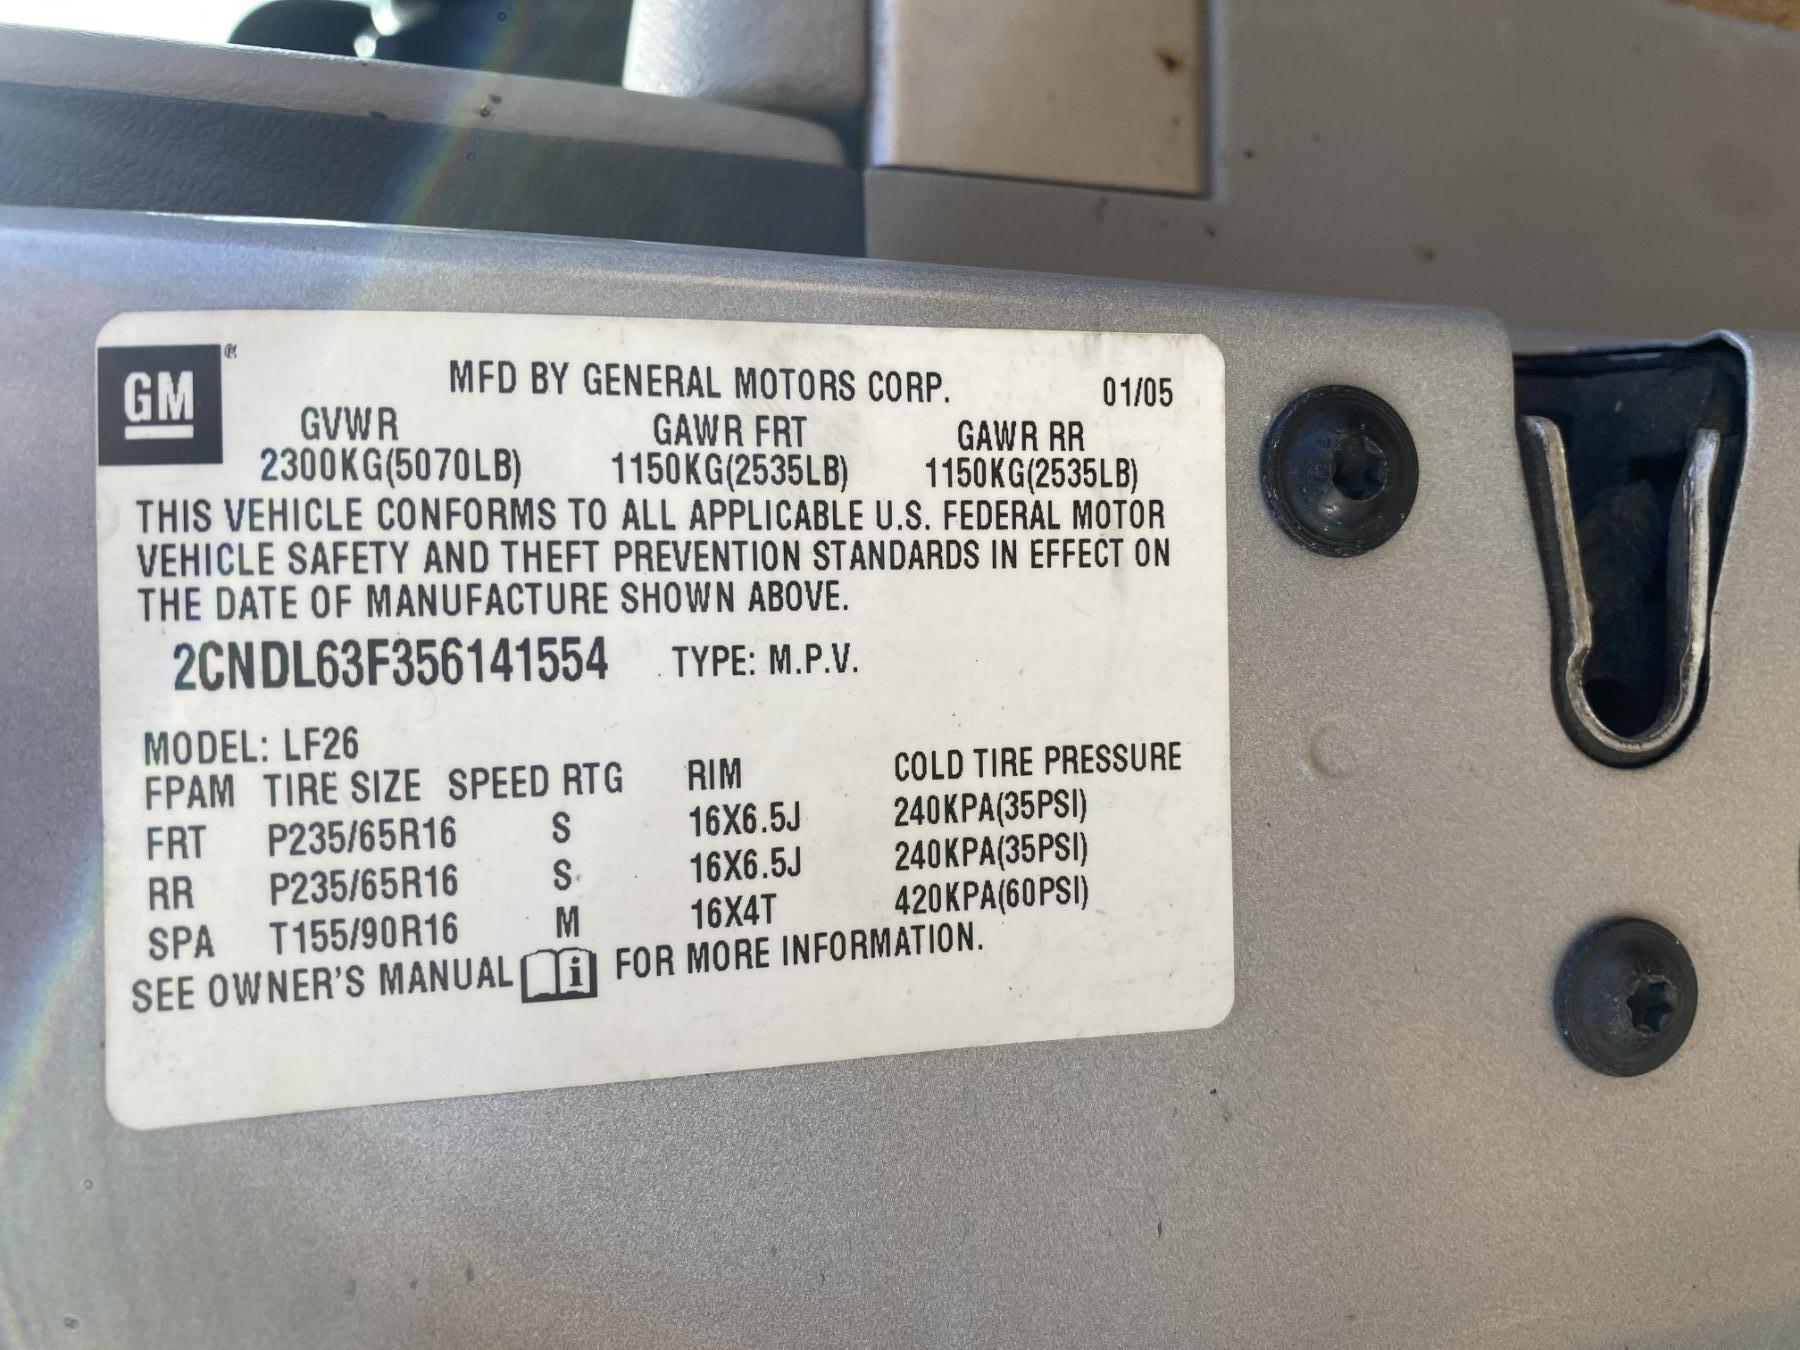 GM ®
MFD BY GENERAL MOTORS CORP. 01/05
GVWR GAWR FRT GAWR RR
2300KG(5070LB) 1150KG(2535LB) 1150KG(2535LB)
THIS VEHICLE CONFORMS TO ALL APPLICABLE U.S. FEDERAL MOTOR
VEHICLE SAFETY AND THEFT PREVENTION STANDARDS IN EFFECT ON
THE DATE OF MANUFACTURE SHOWN ABOVE.
2CNDL63F356141554 TYPE: M.P.V.
MODEL: LF26
FPAM TIRE SIZE SPEED RTG RIM COLD TIRE PRESSURE
FRT P235/65R16 S 16X6.5J 240KPA(35PSI)
RR P235/65R16 S 16X6.5J 240KPA(35PSI)
SPA T155/90R16 M 16X4T 420KPA(60PSI)
SEE OWNER'S MANUAL i FOR MORE INFORMATION.